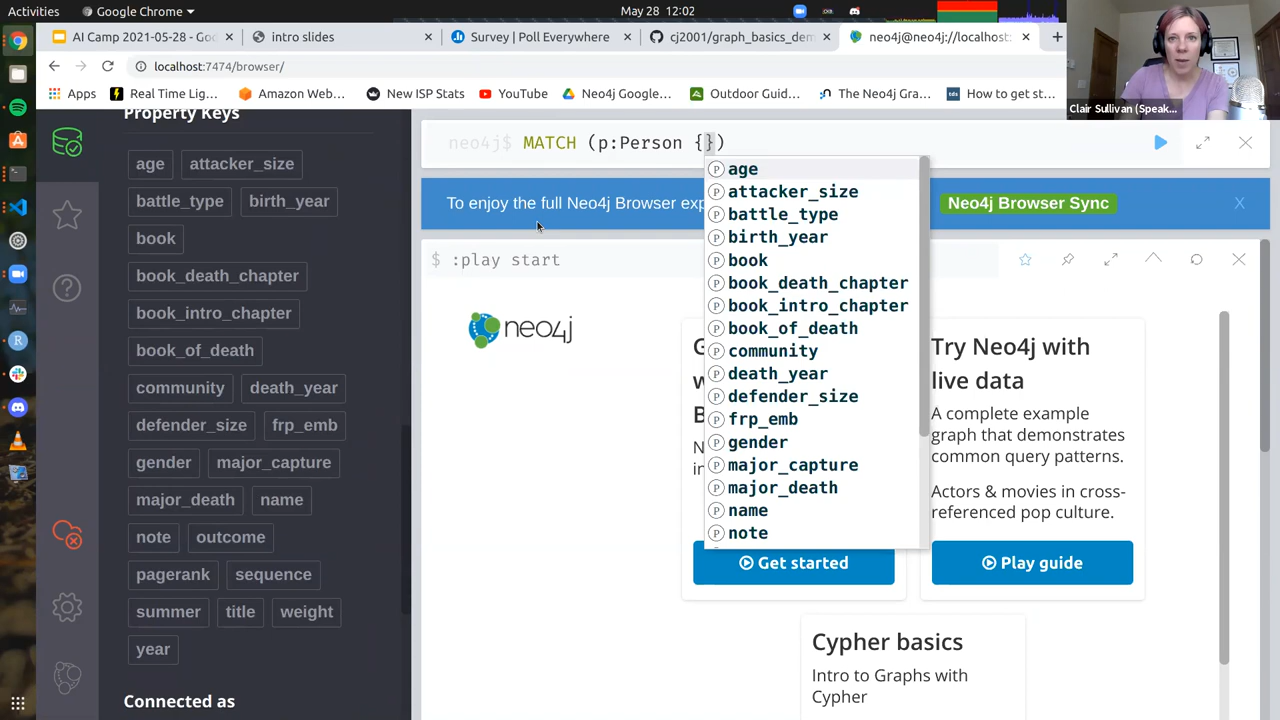 Activities
Google Chrome
May 28 12:02
AI Camp 2021-05-28 - G
intro slides
Survey | Poll Everywhere
cj2001/graph_basics_dem
neo4j@neo4j://localhost:
localhost:7474/browser/
Apps
Real Time Lig...
Amazon Web...
New ISP Stats
YouTube
Neo4j Google...
Outdoor Guid...
The Neo4j Gra...
How to get st
Clair Sullivan (Speak...
Property Keys
age
attacker_size
battle_type
birth_year
book
book_death_chapter
book_intro_chapter
book_of_death
community
death_year
defender_size
frp_emb
gender
major_capture
major_death
name
note
outcome
pagerank
sequence
summer
title
weight
year
Connected as
neo4j$ MATCH (p:Person {})
To enjoy the full Neo4j Browser exp
Neo4j Browser Sync
X
age
attacker_size
battle_type
birth_year
book
book_death_chapter
book_intro_chapter
book_of_death
community
death_year
defender_size
frp_emb
gender
major_capture
major_death
name
note
$ :play start
neo4j
Get started
Try Neo4j with
live data
A complete example
graph that demonstrates
common query patterns.
Actors & movies in cross-
referenced pop culture.
Play guide
Cypher basics
Intro to Graphs with
Cypher